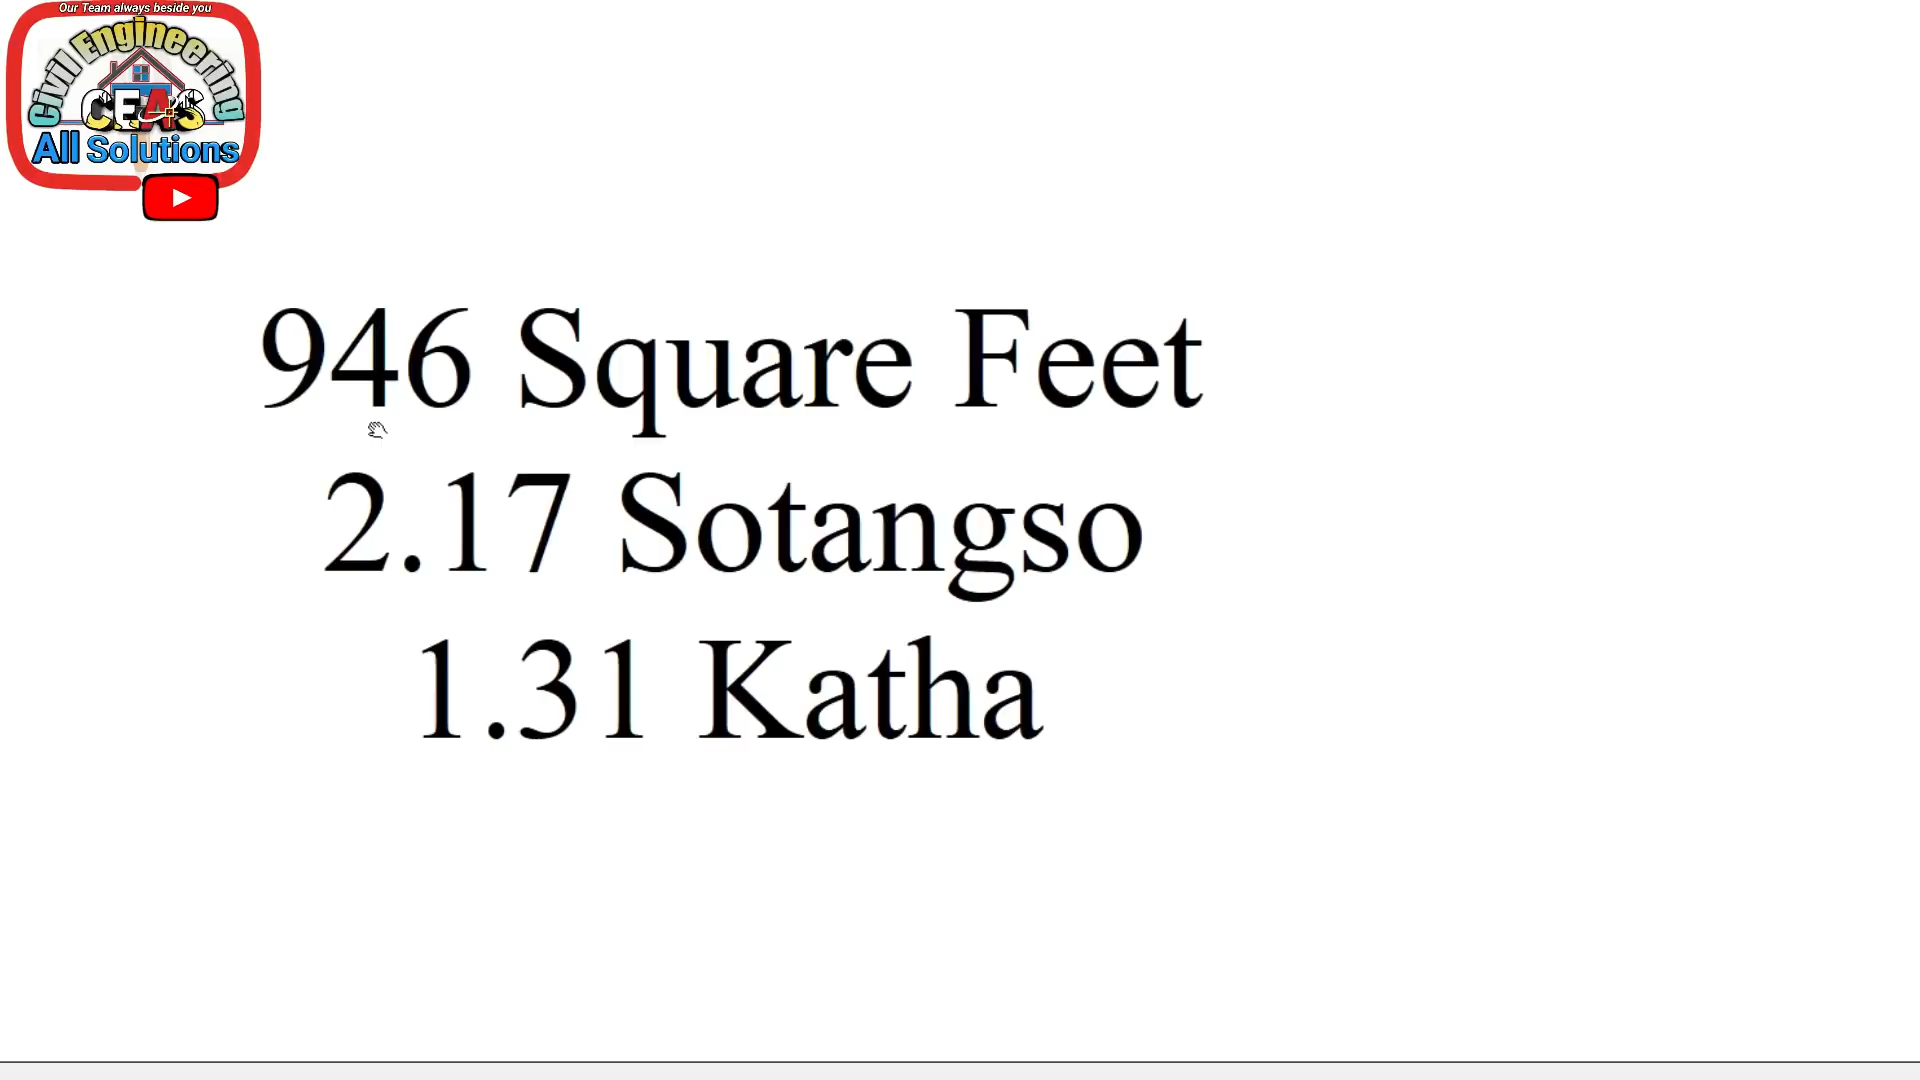 Our Team always beside you
Civil Engineering
CEAS
All Solutions
946 Square Feet
2.17 Sotangso
1.31 Katha